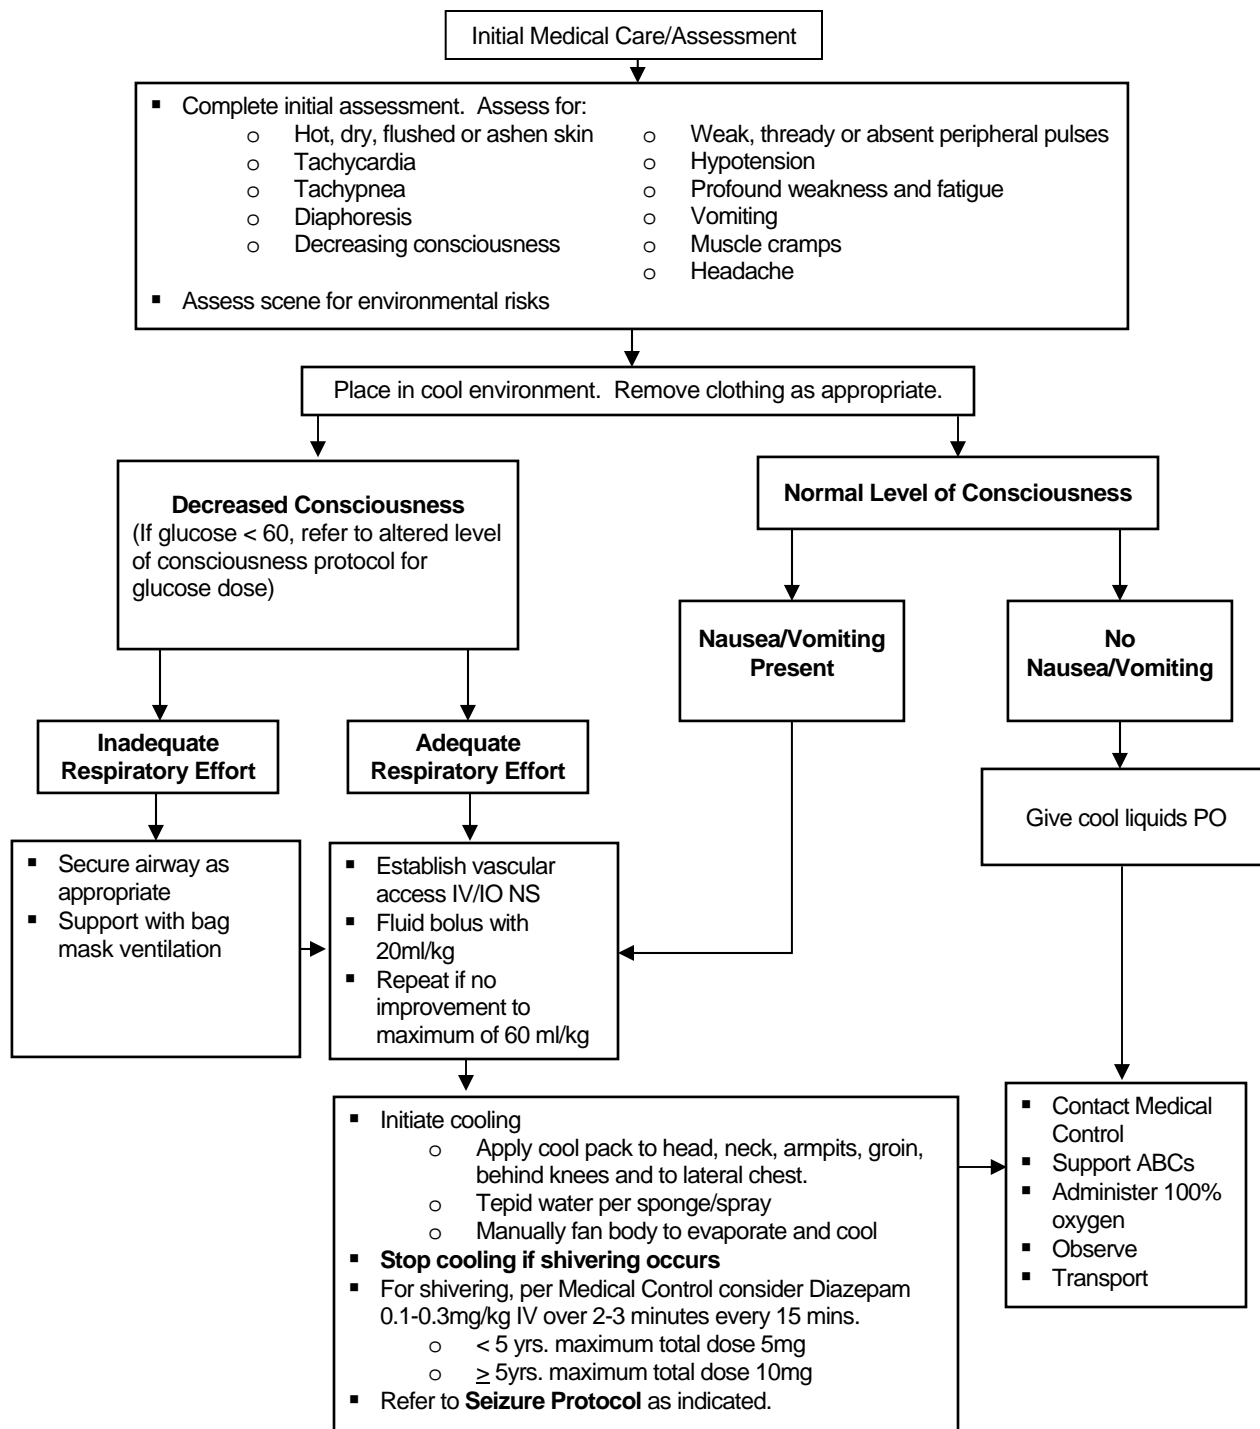 Initial Medical Care/Assessment
▪ Complete initial assessment. Assess for:
o Hot, dry, flushed or ashen skin
o Tachycardia
o Tachypnea
o Diaphoresis
o Decreasing consciousness
o Weak, thready or absent peripheral pulses
o Hypotension
o Profound weakness and fatigue
o Vomiting
o Muscle cramps
o Headache
▪ Assess scene for environmental risks
Place in cool environment. Remove clothing as appropriate.
Decreased Consciousness
(If glucose < 60, refer to altered level
of consciousness protocol for
glucose dose)
Normal Level of Consciousness
Nausea/Vomiting
Present
No
Nausea/Vomiting
Inadequate
Respiratory Effort
Adequate
Respiratory Effort
Give cool liquids PO
▪ Secure airway as
appropriate
▪ Support with bag
mask ventilation
▪ Establish vascular
access IV/IO NS
▪ Fluid bolus with
20ml/kg
▪ Repeat if no
improvement to
maximum of 60 ml/kg
▪ Initiate cooling
o Apply cool pack to head, neck, armpits, groin,
behind knees and to lateral chest.
o Tepid water per sponge/spray
o Manually fan body to evaporate and cool
▪ Stop cooling if shivering occurs
▪ For shivering, per Medical Control consider Diazepam
0.1-0.3mg/kg IV over 2-3 minutes every 15 mins.
o < 5 yrs. maximum total dose 5mg
o ≥ 5yrs. maximum total dose 10mg
▪ Refer to Seizure Protocol as indicated.
▪ Contact Medical
Control
▪ Support ABCs
▪ Administer 100%
oxygen
▪ Observe
▪ Transport